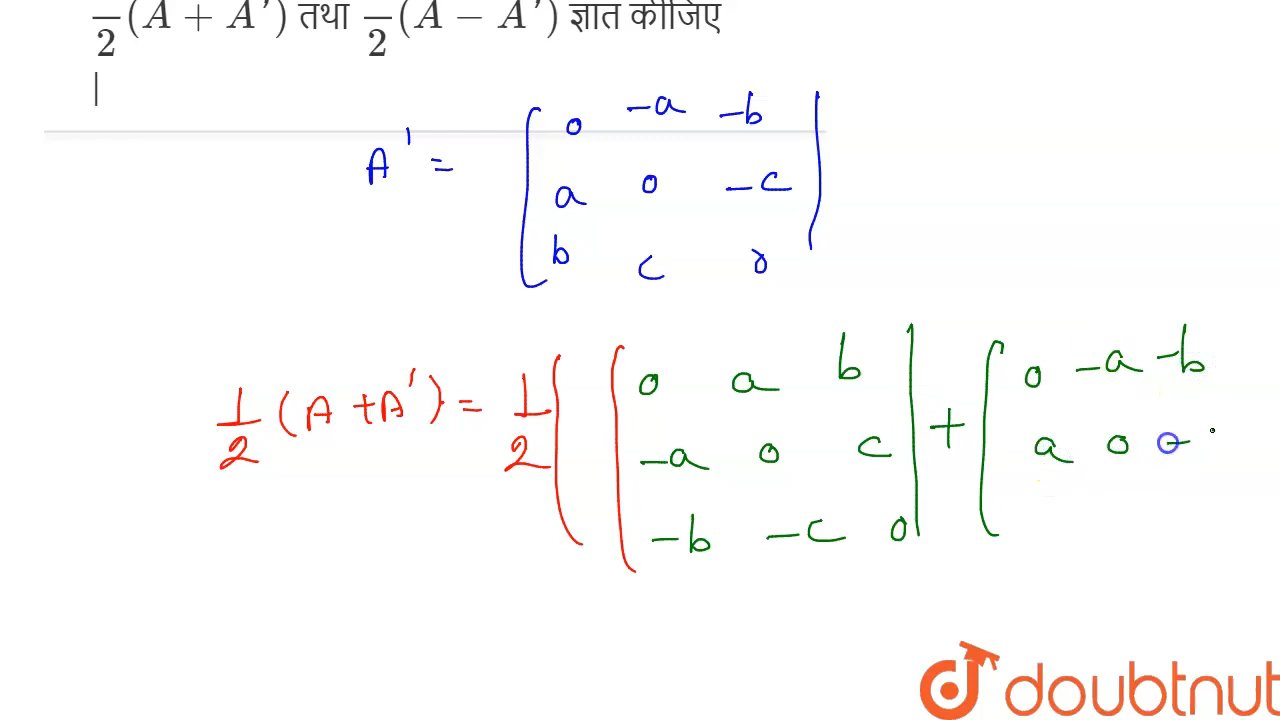 1/2 (A + A') तथा 1/2 (A − A') ज्ञात कीजिए
|
A' = [ 0 -a -b
a 0 -c
b c 0 ]
1/2 (A + A') = 1/2 ( [ 0 a b ] + [ 0 -a -b
-a 0 c a 0 -
-b -c 0
doubtnut